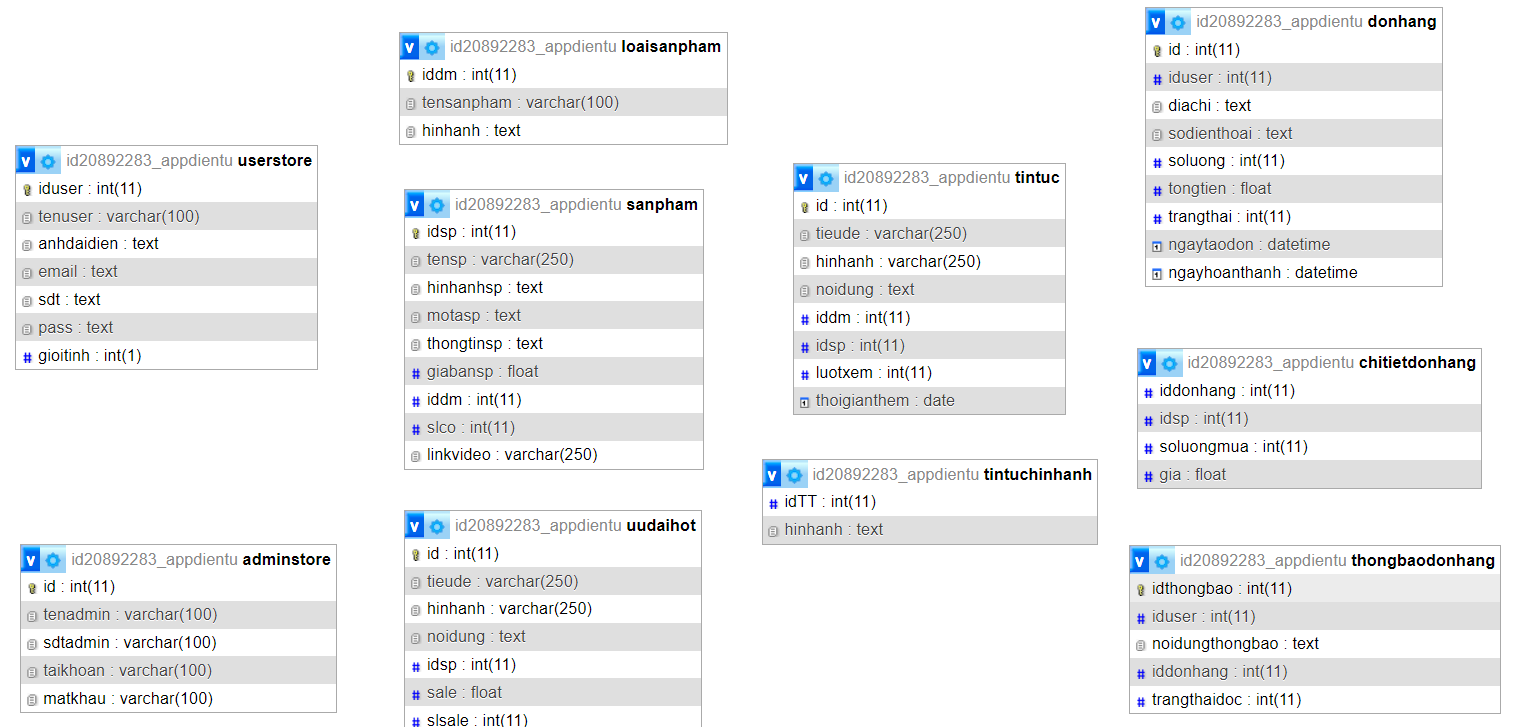 id20892283_appdientu userstore
iduser : int(11)
tenuser : varchar(100)
anhdaidien : text
email : text
sdt : text
pass : text
gioitinh : int(1)
id20892283_appdientu adminstore
id : int(11)
tenadmin : varchar(100)
sdtadmin : varchar(100)
taikhoan : varchar(100)
matkhau : varchar(100)
id20892283_appdientu loaisanpham
iddm : int(11)
tensanpham : varchar(100)
hinhanh : text
id20892283_appdientu sanpham
idsp : int(11)
tensp : varchar(250)
hinhanhsp : text
motasp : text
thongtinsp : text
giabansp : float
iddm : int(11)
slco : int(11)
linkvideo : varchar(250)
id20892283_appdientu uudaihot
id : int(11)
tieude : varchar(250)
hinhanh : varchar(250)
noidung : text
idsp : int(11)
sale : float
slsale : int(11)
id20892283_appdientu tintuc
id : int(11)
tieude : varchar(250)
hinhanh : varchar(250)
noidung : text
iddm : int(11)
idsp : int(11)
luotxem : int(11)
thoigianthem : date
id20892283_appdientu tintuchinhanh
idTT : int(11)
hinhanh : text
id20892283_appdientu donhang
id : int(11)
iduser : int(11)
diachi : text
sodienthoai : text
soluong : int(11)
tongtien : float
trangthai : int(11)
ngaytaodon : datetime
ngayhoanthanh : datetime
id20892283_appdientu chitietdonhang
iddonhang : int(11)
idsp : int(11)
soluongmua : int(11)
gia : float
id20892283_appdientu thongbaodonhang
idthongbao : int(11)
iduser : int(11)
noidungthongbao : text
iddonhang : int(11)
trangthaidoc : int(11)